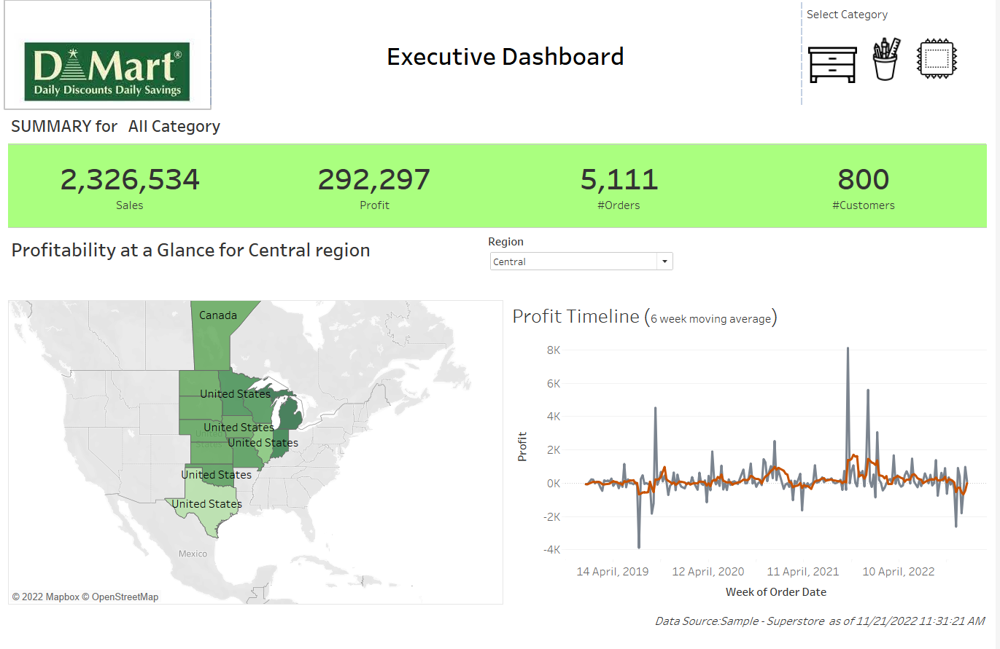 D Mart®
Daily Discounts Daily Savings
Executive Dashboard
Select Category
SUMMARY for All Category
2,326,534
Sales
292,297
Profit
5,111
#Orders
800
#Customers
Profitability at a Glance for Central region
Region
Central
Canada
United States
United States
United States
United States
United States
United States
Mexico
© 2022 Mapbox © OpenStreetMap
Profit Timeline (6 week moving average)
Profit
8K
6K
4K
2K
0K
-2K
-4K
14 April, 2019
12 April, 2020
11 April, 2021
10 April, 2022
Week of Order Date
Data Source:Sample - Superstore as of 11/21/2022 11:31:21 AM